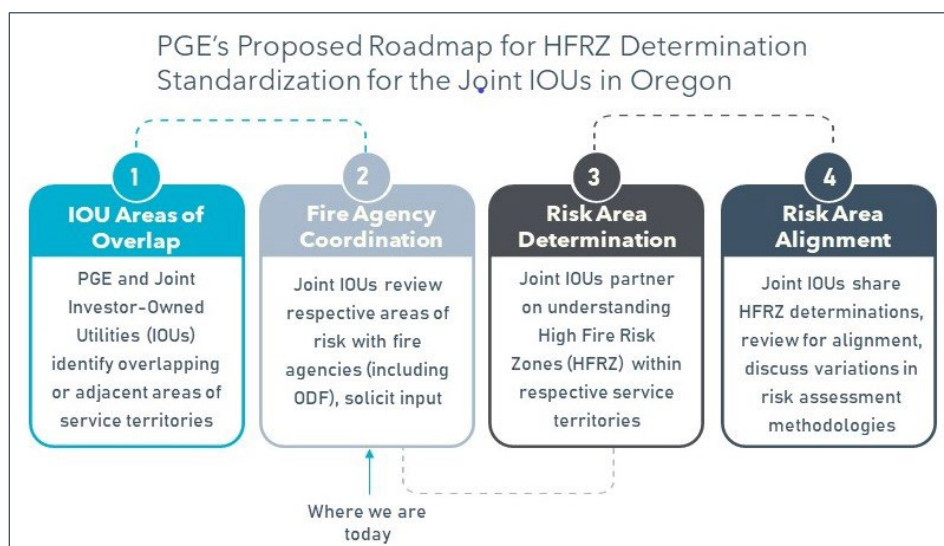 PGE's Proposed Roadmap for HFRZ Determination
Standardization for the Joint IOUs in Oregon
1
IOU Areas of
Overlap
PGE and Joint
Investor-Owned
Utilities (IOUs)
identify overlapping
or adjacent areas of
service territories
2
Fire Agency
Coordination
Joint IOUs review
respective areas of
risk with fire
agencies (including
ODF), solicit input
3
Risk Area
Determination
Joint IOUs partner
on understanding
High Fire Risk
Zones (HFRZ) within
respective service
territories
4
Risk Area
Alignment
Joint IOUs share
HFRZ determinations,
review for alignment,
discuss variations in
risk assessment
methodologies
Where we are
today